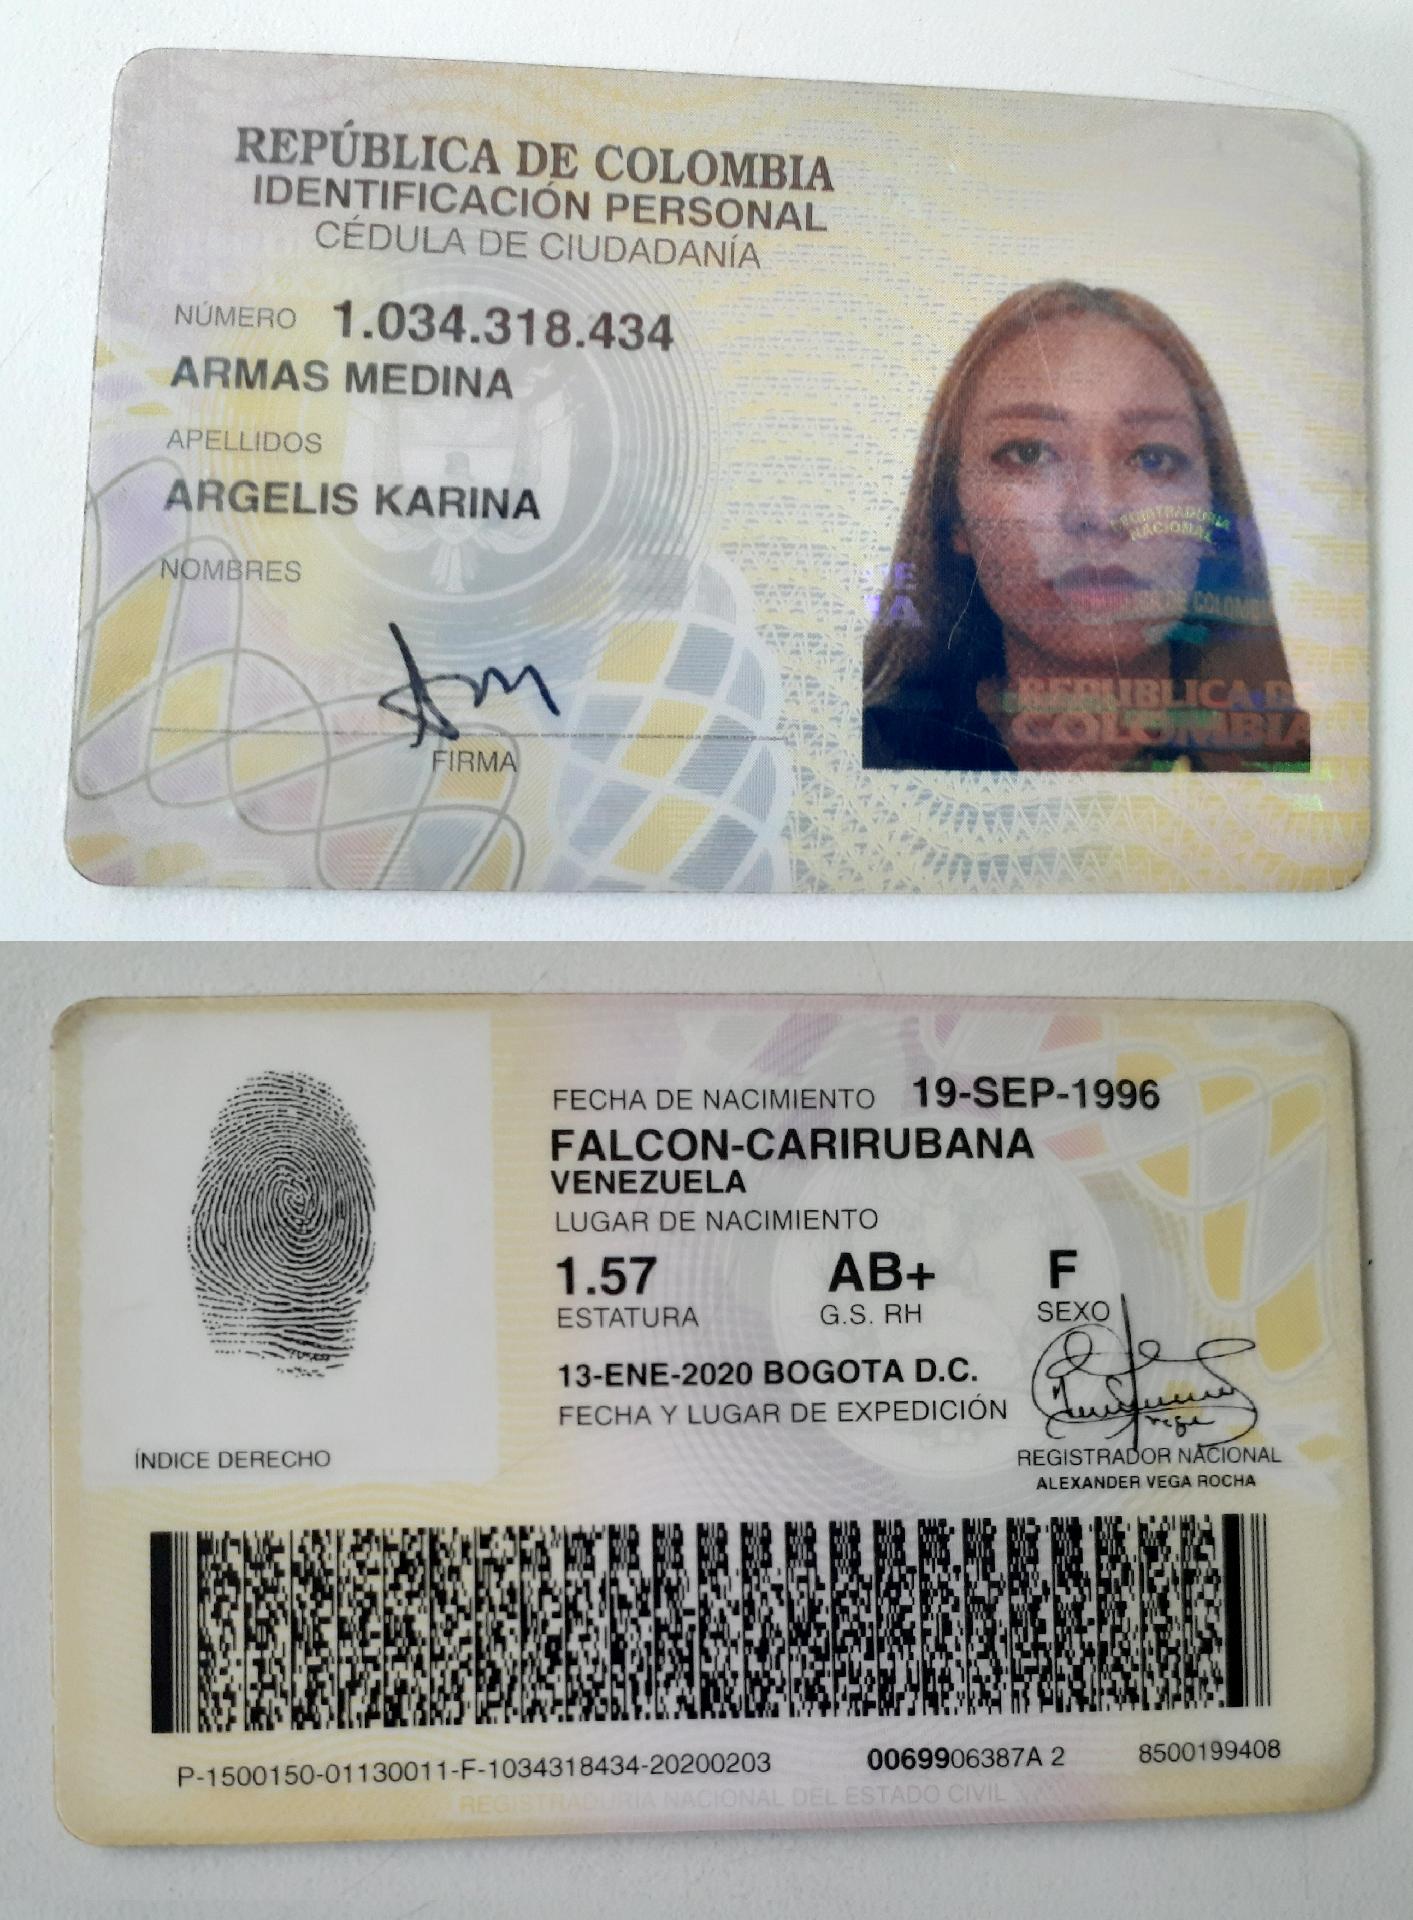 REPÚBLICA DE COLOMBIA
IDENTIFICACIÓN PERSONAL
CÉDULA DE CIUDADANÍA
NÚMERO 1.034.318.434
ARMAS MEDINA
APELLIDOS
ARGELIS KARINA
NOMBRES
FIRMA
REGISTRADURIA
NACIONAL
DE COLOMBIA
REPUBLICA DE
COLOMBIA
FECHA DE NACIMIENTO 19-SEP-1996
FALCON-CARIRUBANA
VENEZUELA
LUGAR DE NACIMIENTO
1.57 AB+ F
ESTATURA G.S. RH SEXO
13-ENE-2020 BOGOTA D.C.
FECHA Y LUGAR DE EXPEDICIÓN
ÍNDICE DERECHO
REGISTRADOR NACIONAL
ALEXANDER VEGA ROCHA
P-1500150-01130011-F-1034318434-20200203 0069906387A 2 8500199408
REGISTRADURÍA NACIONAL DEL ESTADO CIVIL